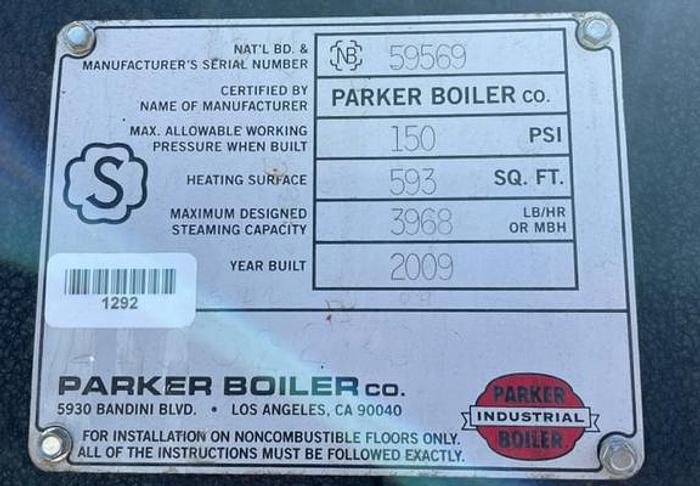 NAT'L BD. &
MANUFACTURER'S SERIAL NUMBER
NB 59569
CERTIFIED BY
NAME OF MANUFACTURER
PARKER BOILER CO.
MAX. ALLOWABLE WORKING
PRESSURE WHEN BUILT
150 PSI
S
HEATING SURFACE
593 SQ. FT.
MAXIMUM DESIGNED
STEAMING CAPACITY
3968 LB/HR
OR MBH
YEAR BUILT
2009
1292
PARKER BOILER CO.
5930 BANDINI BLVD. • LOS ANGELES, CA 90040
FOR INSTALLATION ON NONCOMBUSTIBLE FLOORS ONLY.
ALL OF THE INSTRUCTIONS MUST BE FOLLOWED EXACTLY.
PARKER
INDUSTRIAL
BOILER